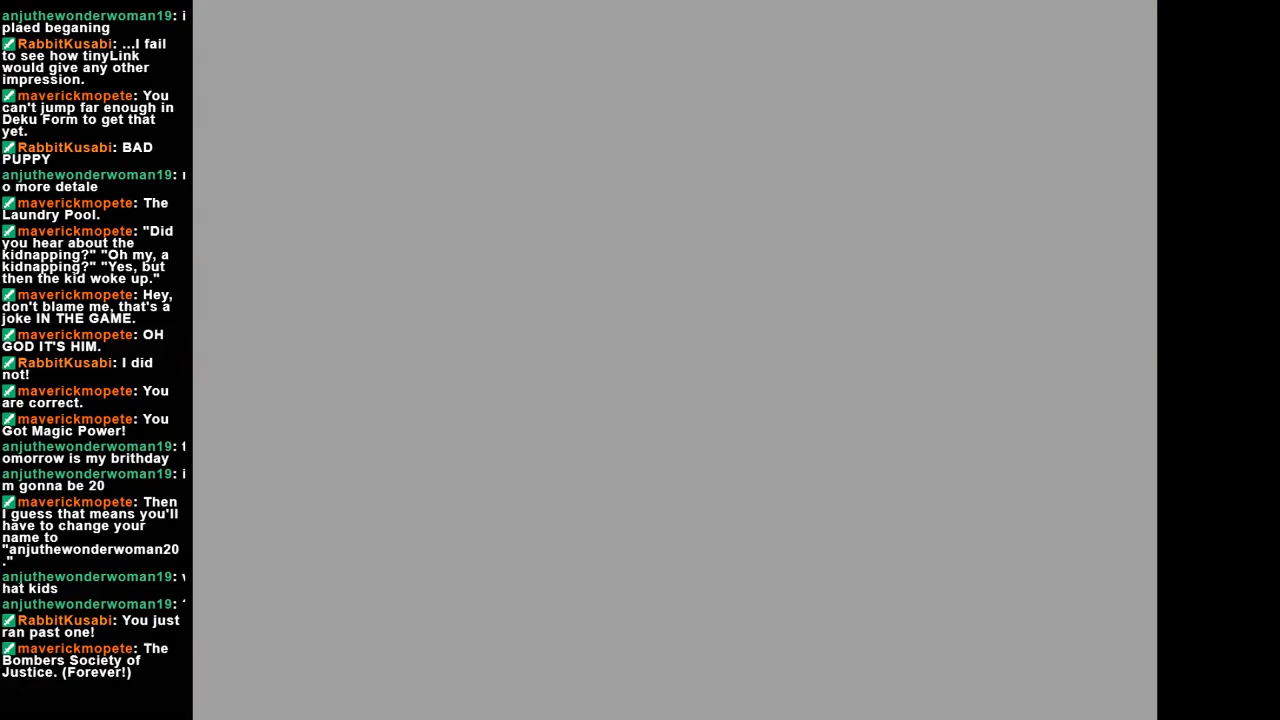 anjuthewonderwoman19: i
plaed beganing
RabbitKusabi: ...I fail
to see how tinyLink
would give any other
impression.
maverickmopete: You
can't jump far enough in
Deku Form to get that
yet.
RabbitKusabi: BAD
PUPPY
anjuthewonderwoman19:
o more detale
maverickmopete: The
Laundry Pool.
maverickmopete: "Did
you hear about the
kidnapping?" "Oh my, a
kidnapping?" "Yes, but
then the kid woke up."
maverickmopete: Hey,
don't blame me, that's a
joke IN THE GAME.
maverickmopete: OH
GOD IT'S HIM.
RabbitKusabi: I did
not!
maverickmopete: You
are correct.
maverickmopete: You
Got Magic Power!
anjuthewonderwoman19: t
omorrow is my brithday
anjuthewonderwoman19: i
m gonna be 20
maverickmopete: Then
I guess that means you'll
have to change your
name to
"anjuthewonderwoman20
."
anjuthewonderwoman19: w
hat kids
anjuthewonderwoman19:
RabbitKusabi: You just
ran past one!
maverickmopete: The
Bombers Society of
Justice. (Forever!)